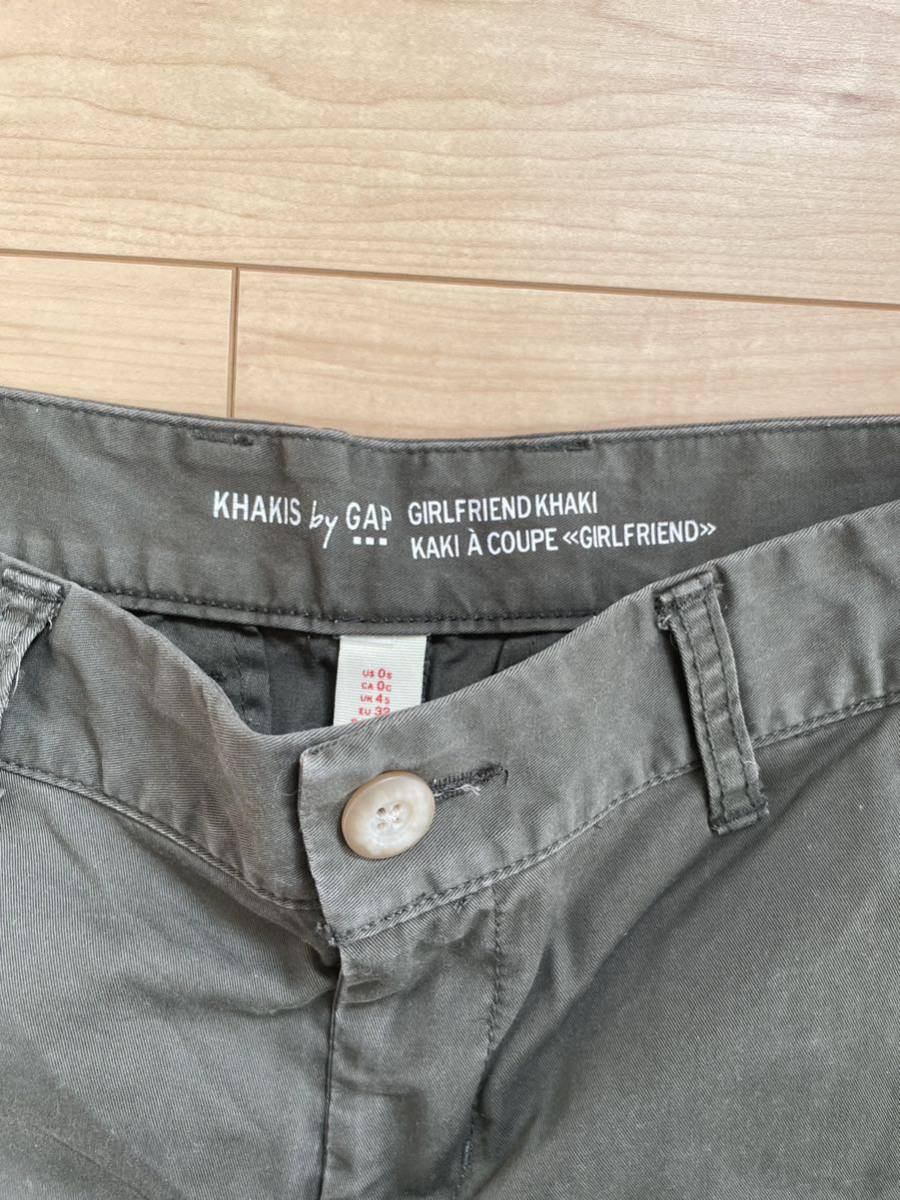 KHAKIS by GAP
GIRLFRIEND KHAKI
KAKI À COUPE «GIRLFRIEND»
US 0s
CA 0C
UK 4s
EU 32